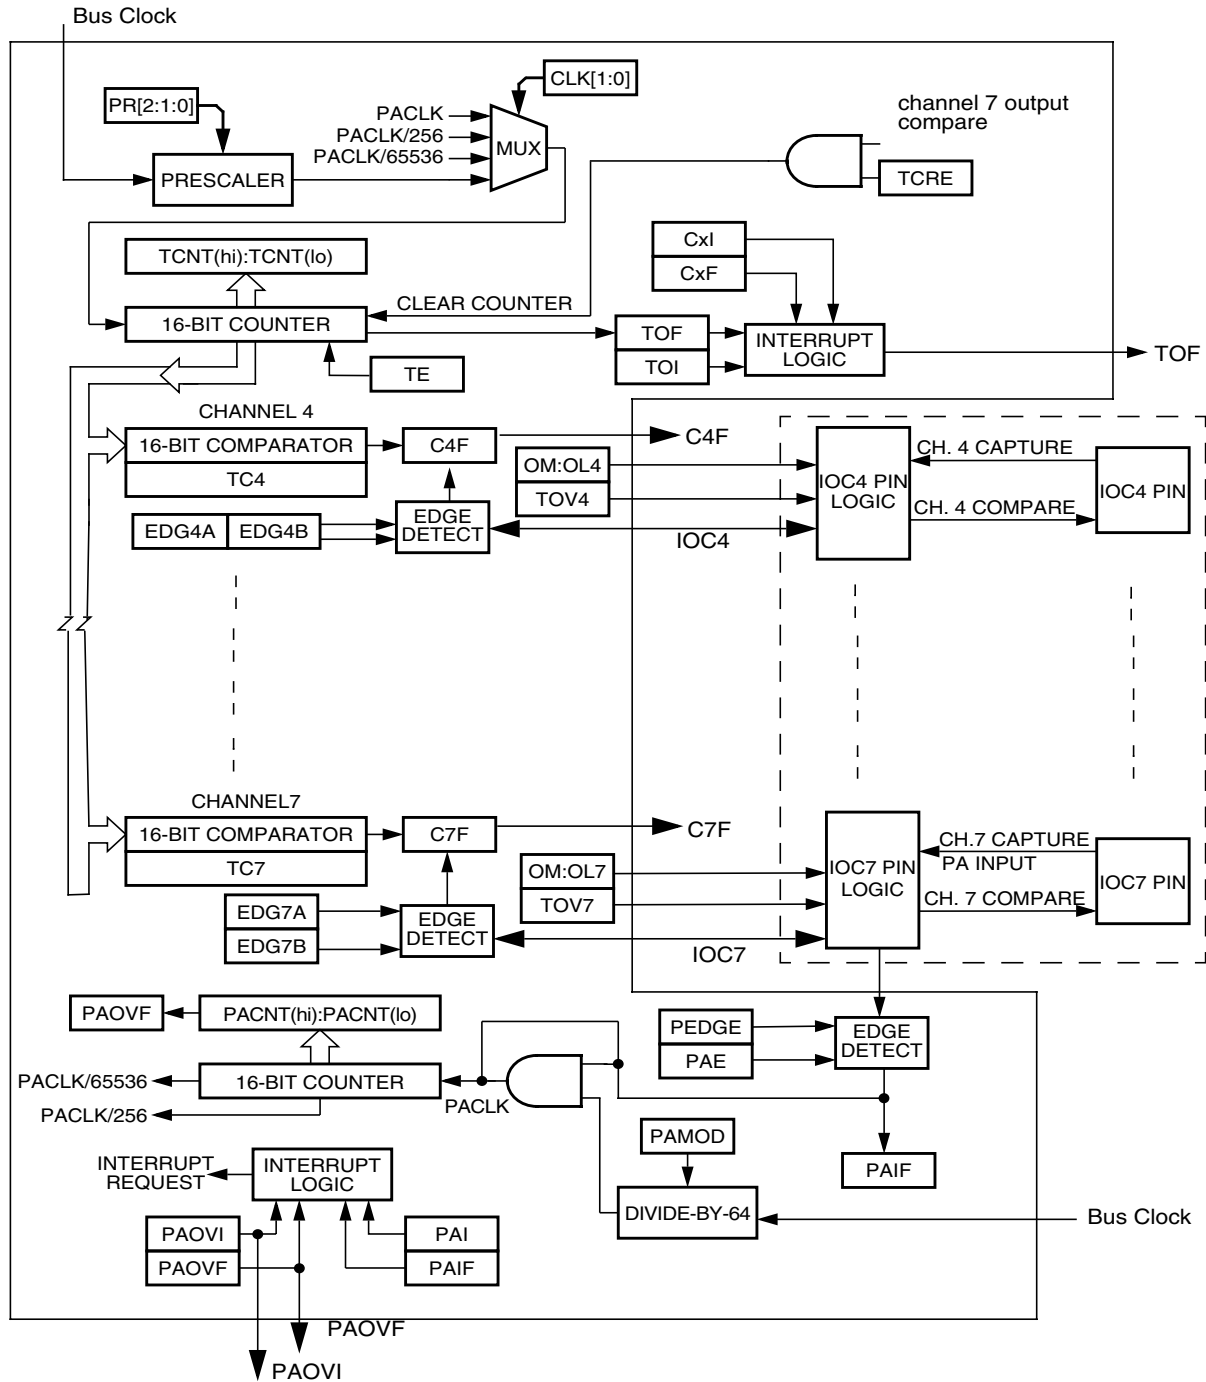 Bus Clock
CLK[1:0]
PR[2:1:0]
PACLK
PACLK/256
PACLK/65536
MUX
PRESCALER
channel 7 output
compare
TCRE
CxI
CxF
TCNT(hi):TCNT(lo)
CLEAR COUNTER
16-BIT COUNTER
TOF
TOI
INTERRUPT
LOGIC
TOF
TE
CHANNEL 4
16-BIT COMPARATOR
TC4
C4F
C4F
OM:OL4
TOV4
IOC4 PIN
LOGIC
CH. 4 CAPTURE
CH. 4 COMPARE
IOC4 PIN
EDG4A
EDG4B
EDGE
DETECT
IOC4
CHANNEL7
16-BIT COMPARATOR
TC7
C7F
C7F
OM:OL7
TOV7
IOC7 PIN
LOGIC
CH.7 CAPTURE
PA INPUT
CH. 7 COMPARE
IOC7 PIN
EDG7A
EDG7B
EDGE
DETECT
IOC7
PAOVF
PACNT(hi):PACNT(lo)
PEDGE
PAE
EDGE
DETECT
PACLK/65536
16-BIT COUNTER
PACLK
PACLK/256
PAMOD
PAIF
INTERRUPT
REQUEST
INTERRUPT
LOGIC
DIVIDE-BY-64
Bus Clock
PAOVI
PAOVF
PAI
PAIF
PAOVF
PAOVI